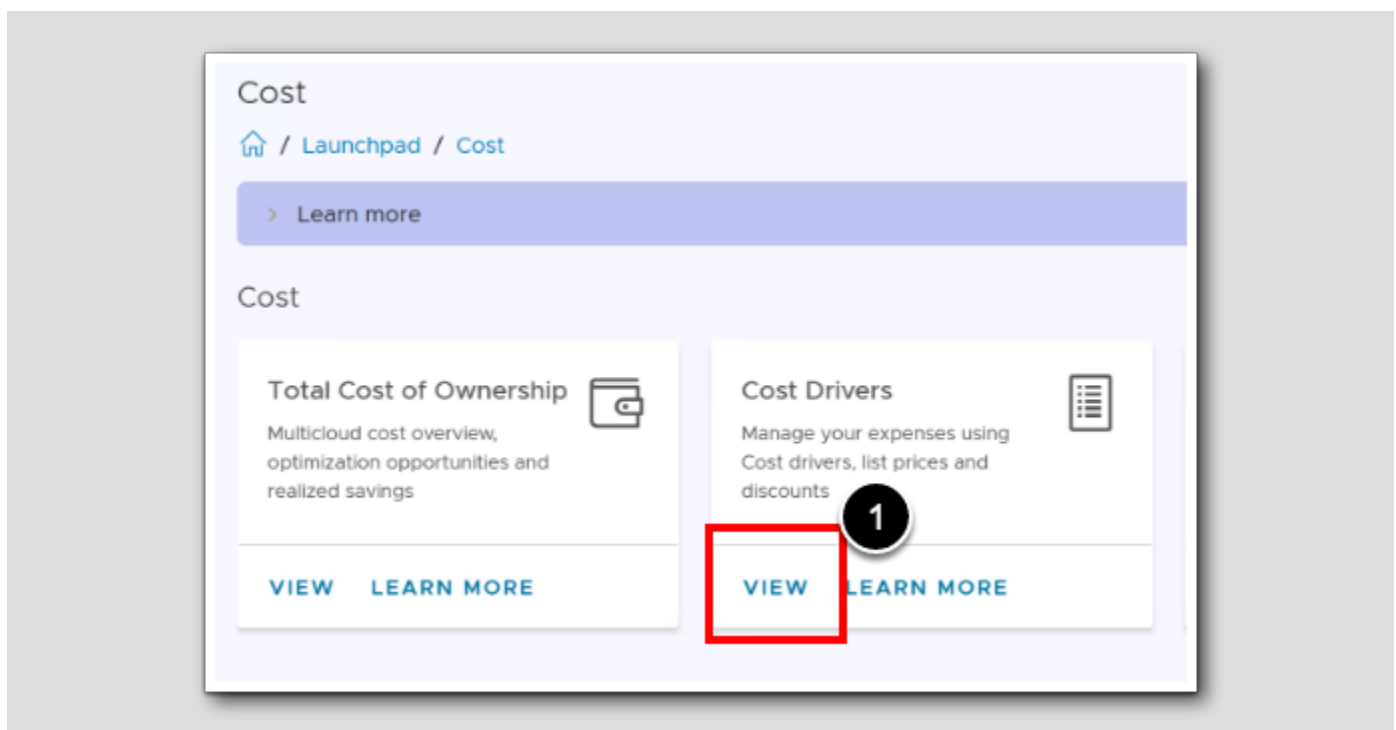 Cost
/ Launchpad / Cost
> Learn more
Cost
Total Cost of Ownership
Multicloud cost overview,
optimization opportunities and
realized savings
VIEW LEARN MORE
Cost Drivers
Manage your expenses using
Cost drivers, list prices and
discounts
1
VIEW LEARN MORE